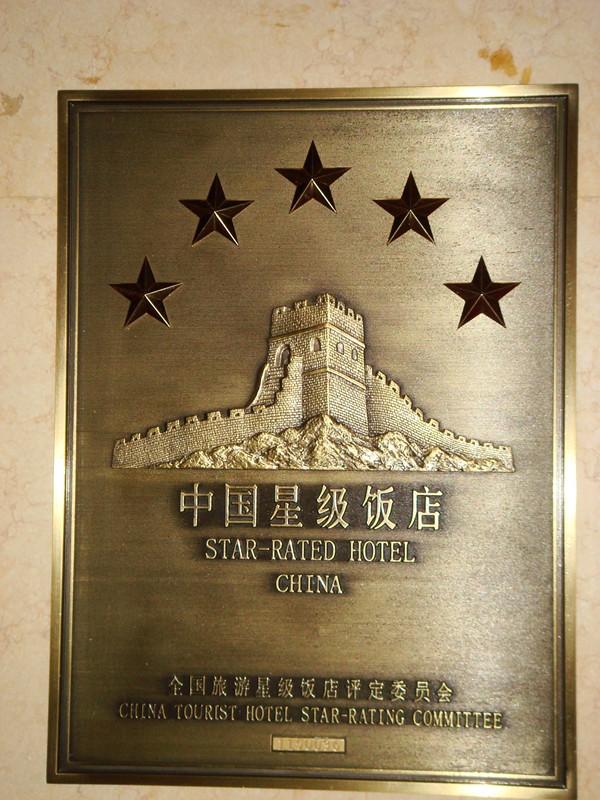 中国星级饭店
STAR-RATED HOTEL
CHINA
全国旅游星级饭店评定委员会
CHINA TOURIST HOTEL STAR-RATING COMMITTEE